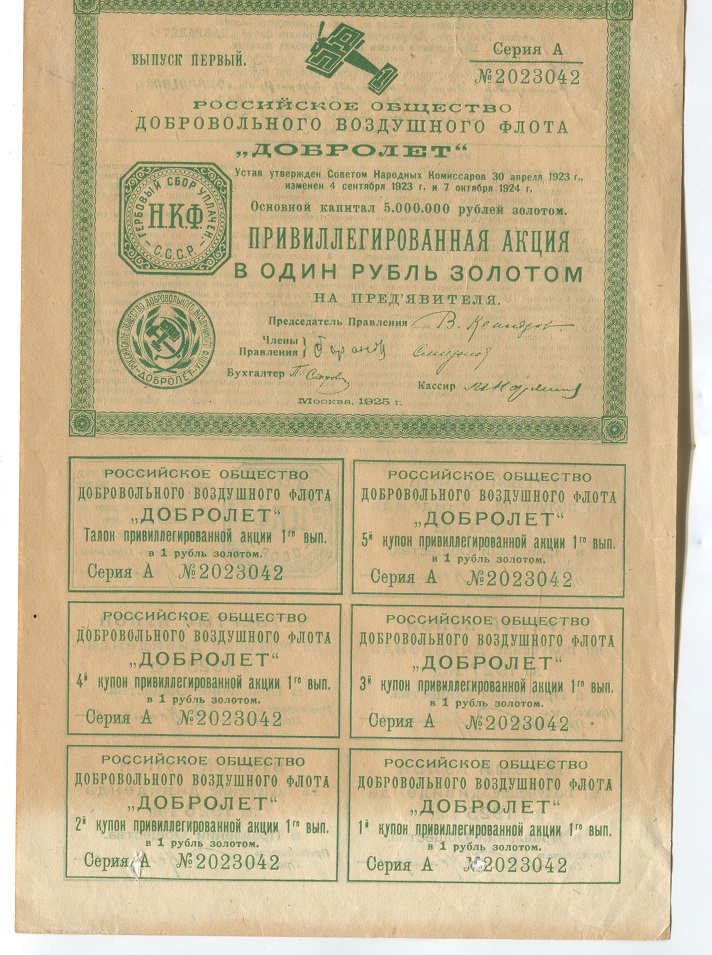 ВЫПУСК ПЕРВЫЙ.
Серия А
№2023042
РОССИЙСКОЕ ОБЩЕСТВО
ДОБРОВОЛЬНОГО ВОЗДУШНОГО ФЛОТА
„ДОБРОЛЕТ“
Устав утвержден Советом Народных Комиссаров 30 апреля 1923 г.,
изменен 4 сентября 1923 г. и 7 октября 1924 г.
Основной капитал 5.000.000 рублей золотом.
ГЕРБОВЫЙ СБОР УПЛАЧЕН
Н.К.Ф.
С.С.С.Р.
ПРИВИЛЛЕГИРОВАННАЯ АКЦИЯ
В ОДИН РУБЛЬ ЗОЛОТОМ
НА ПРЕД'ЯВИТЕЛЯ.
РОССИЙСКОЕ ОБЩЕСТВО ДОБРОВОЛЬНОГО ВОЗДУШНОГО ФЛОТА
„ДОБРОЛЕТ“
Председатель Правления
Члены
Правления
Бухгалтер
Кассир
Москва, 1925 г.
РОССИЙСКОЕ ОБЩЕСТВО
ДОБРОВОЛЬНОГО ВОЗДУШНОГО ФЛОТА
„ДОБРОЛЕТ“
Талон привиллегированной акции 1го вып.
в 1 рубль золотом.
Серия А №2023042
РОССИЙСКОЕ ОБЩЕСТВО
ДОБРОВОЛЬНОГО ВОЗДУШНОГО ФЛОТА
„ДОБРОЛЕТ“
5й купон привиллегированной акции 1го вып.
в 1 рубль золотом.
Серия А №2023042
РОССИЙСКОЕ ОБЩЕСТВО
ДОБРОВОЛЬНОГО ВОЗДУШНОГО ФЛОТА
„ДОБРОЛЕТ“
4й купон привиллегированной акции 1го вып.
в 1 рубль золотом.
Серия А №2023042
РОССИЙСКОЕ ОБЩЕСТВО
ДОБРОВОЛЬНОГО ВОЗДУШНОГО ФЛОТА
„ДОБРОЛЕТ“
3й купон привиллегированной акции 1го вып.
в 1 рубль золотом.
Серия А №2023042
РОССИЙСКОЕ ОБЩЕСТВО
ДОБРОВОЛЬНОГО ВОЗДУШНОГО ФЛОТА
„ДОБРОЛЕТ“
2й купон привиллегированной акции 1го вып.
в 1 рубль золотом.
Серия А №2023042
РОССИЙСКОЕ ОБЩЕСТВО
ДОБРОВОЛЬНОГО ВОЗДУШНОГО ФЛОТА
„ДОБРОЛЕТ“
1й купон привиллегированной акции 1го вып.
в 1 рубль золотом.
Серия А №2023042